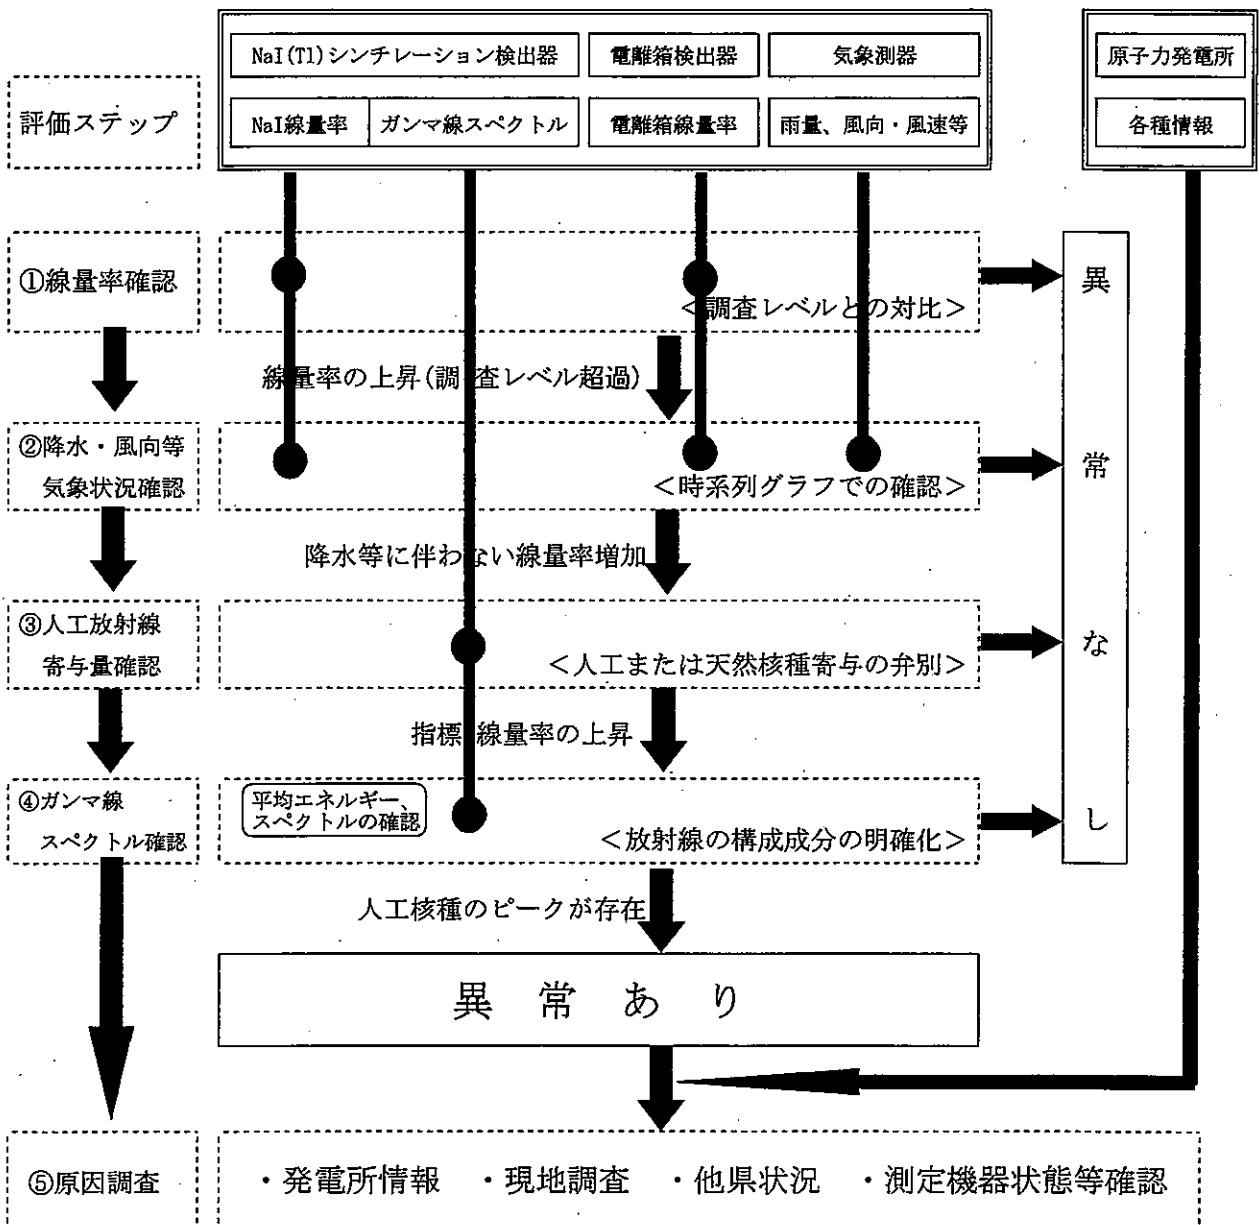 NaI(Tl)シンチレーション検出器
電離箱検出器
気象測器
原子力発電所
評価ステップ
NaI線量率
ガンマ線スペクトル
電離箱線量率
雨量、風向・風速等
各種情報
①線量率確認
<調査レベルとの対比>
線量率の上昇(調査レベル超過)
②降水・風向等
気象状況確認
<時系列グラフでの確認>
降水等に伴わない線量率増加
③人工放射線
寄与量確認
<人工または天然核種寄与の弁別>
指標線量率の上昇
④ガンマ線
スペクトル確認
平均エネルギー、
スペクトルの確認
<放射線の構成成分の明確化>
異常なし
人工核種のピークが存在
異常あり
⑤原因調査
・発電所情報 ・現地調査 ・他県状況 ・測定機器状態等確認